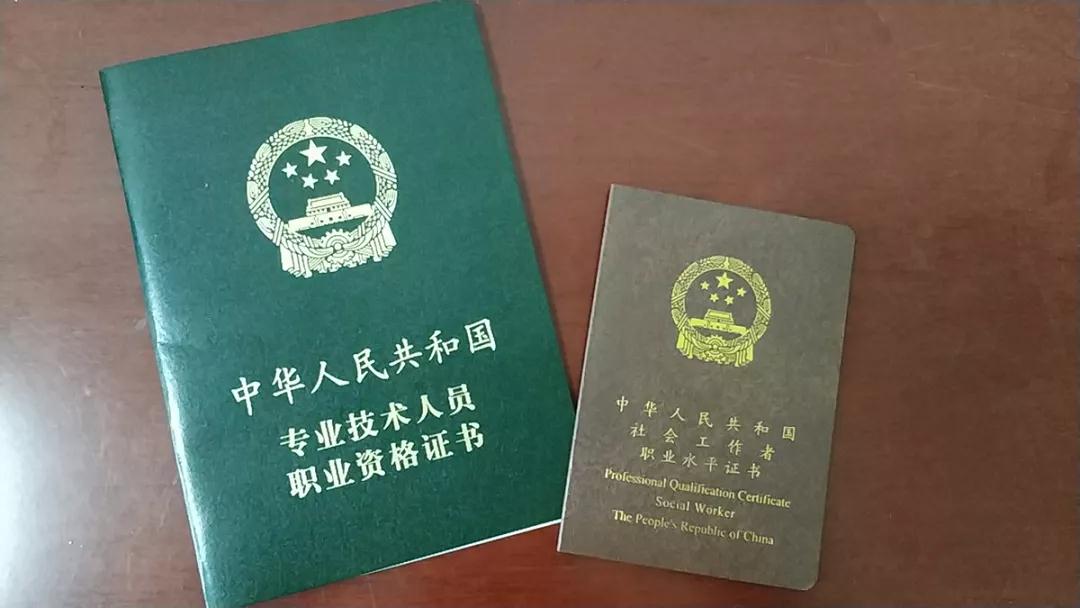 中华人民共和国
专业技术人员
职业资格证书
中华人民共和国
社会工作者
职业水平证书
Professional Qualification Certificate
Social Worker
The People's Republic of China